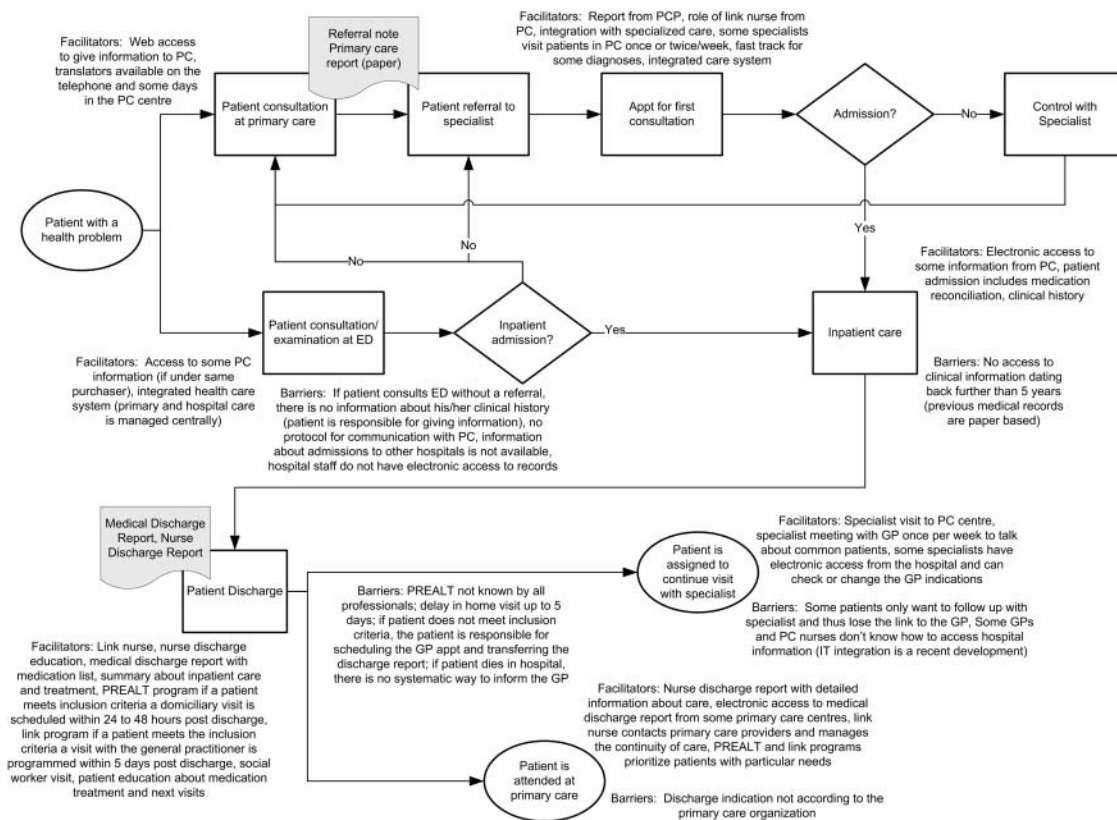 Facilitators: Web access
to give information to PC,
translators available on the
telephone and some days
in the PC centre
Referral note
Primary care
report (paper)
Facilitators: Report from PCP, role of link nurse from
PC, integration with specialized care, some specialists
visit patients in PC once or twice/week, fast track for
some diagnoses, integrated care system
Patient consultation
at primary care
Patient referral to
specialist
Appt for first
consultation
Admission?
No
Control with
Specialist
Patient with a
health problem
Yes
No
No
Facilitators: Electronic access to
some information from PC, patient
admission includes medication
reconciliation, clinical history
Patient consultation/
examination at ED
Inpatient
admission?
Yes
Inpatient care
Facilitators: Access to some PC
information (if under same
purchaser), integrated health care
system (primary and hospital care
is managed centrally)
Barriers: If patient consults ED without a referral,
there is no information about his/her clinical history
(patient is responsible for giving information), no
protocol for communication with PC, information
about admissions to other hospitals is not available,
hospital staff do not have electronic access to records
Barriers: No access to
clinical information dating
back further than 5 years
(previous medical records
are paper based)
Medical Discharge
Report, Nurse
Discharge Report
Patient Discharge
Patient is
assigned to
continue visit
with specialist
Facilitators: Specialist visit to PC centre,
specialist meeting with GP once per week to talk
about common patients, some specialists have
electronic access from the hospital and can
check or change the GP indications
Barriers: PREALT not known by all
professionals; delay in home visit up to 5
days; if patient does not meet inclusion
criteria, the patient is responsible for
scheduling the GP appt and transferring the
discharge report; if patient dies in hospital,
there is no systematic way to inform the GP
Barriers: Some patients only want to follow up with
specialist and thus lose the link to the GP, Some GPs
and PC nurses don't know how to access hospital
information (IT integration is a recent development)
Facilitators: Link nurse, nurse discharge
education, medical discharge report with
medication list, summary about inpatient care
and treatment, PREALT program if a patient
meets inclusion criteria a domiciliary visit is
scheduled within 24 to 48 hours post discharge,
link program if a patient meets the inclusion
criteria a visit with the general practitioner is
programmed within 5 days post discharge, social
worker visit, patient education about medication
treatment and next visits
Facilitators: Nurse discharge report with detailed
information about care, electronic access to medical
discharge report from some primary care centres, link
nurse contacts primary care providers and manages
the continuity of care, PREALT and link programs
prioritize patients with particular needs
Patient is
attended at
primary care
Barriers: Discharge indication not according to the
primary care organization